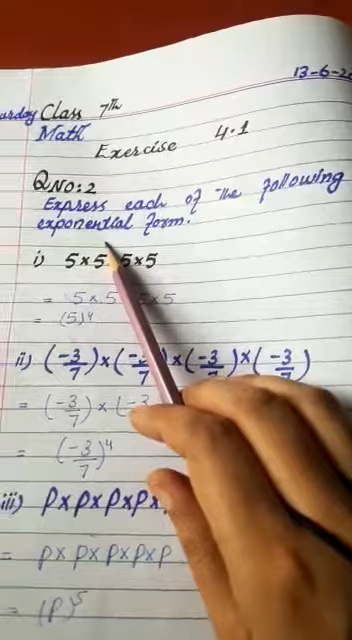 13-6-20
Class 7th
Math
Exercise 4.1
Q No: 2
Express each of the following
exponential form.
i) 5 × 5 5 × 5
= 5 × 5 5 × 5
= (5)⁴
ii) (-3/7) × (-3/7) × (-3/7) × (-3/7)
= (-3/7) × (-3
= (-3/7)⁴
iii) P × P × P × P ×
= P × P × P × P × P
= (P)⁵